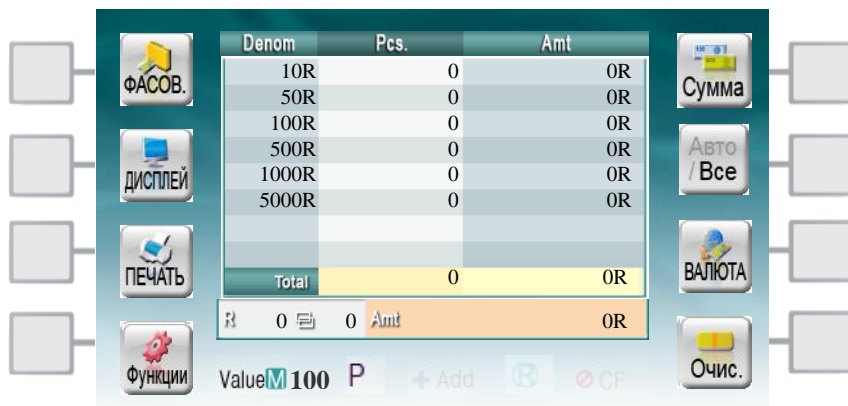 Denom Pcs. Amt
ФАСОВ.
10R 0 0R
50R 0 0R
100R 0 0R
500R 0 0R
1000R 0 0R
5000R 0 0R
Total 0 0R
R 0 0 Amt 0R
Value M 100 P + Add R CF
ДИСПЛЕЙ
ПЕЧАТЬ
Функции
100
Сумма
Авто
/ Все
ВАЛЮТА
Очис.